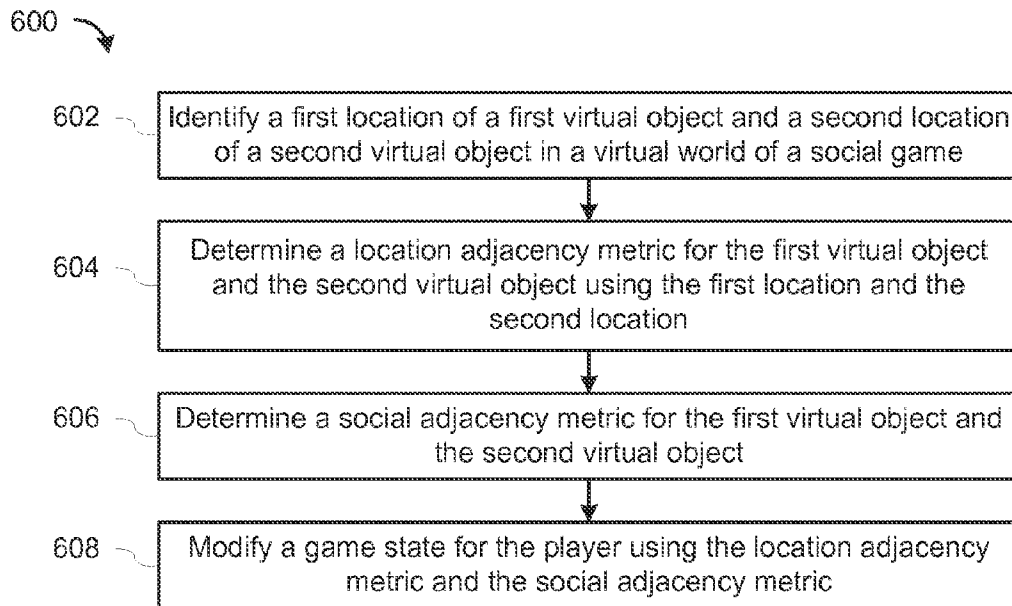 600
602
Identify a first location of a first virtual object and a second location
of a second virtual object in a virtual world of a social game
604
Determine a location adjacency metric for the first virtual object
and the second virtual object using the first location and the
second location
606
Determine a social adjacency metric for the first virtual object and
the second virtual object
608
Modify a game state for the player using the location adjacency
metric and the social adjacency metric